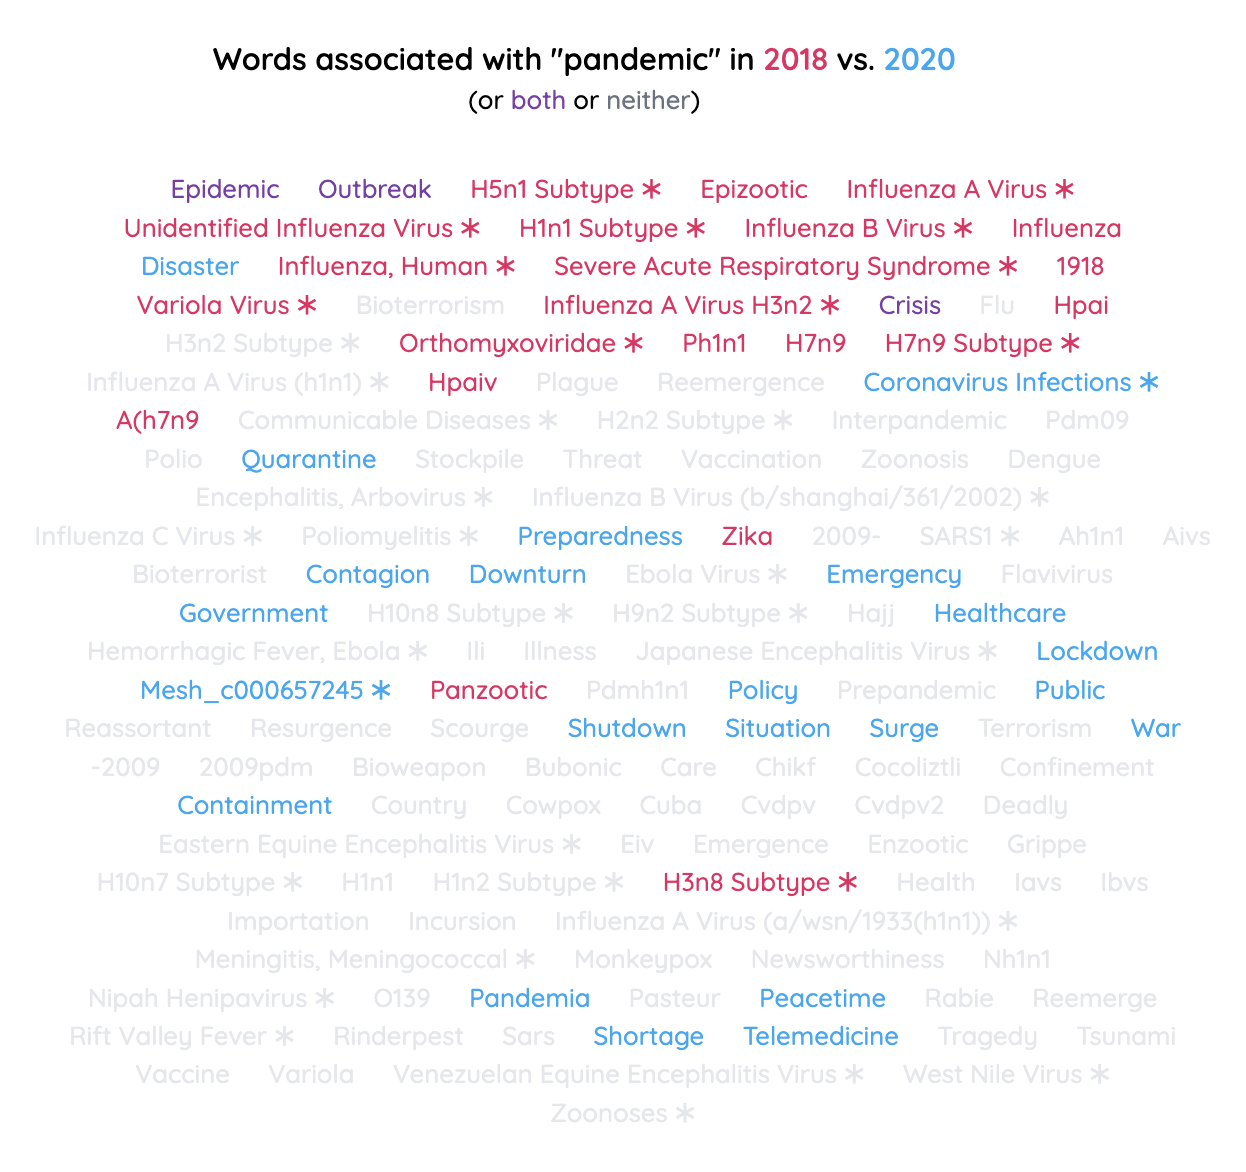 Words associated with "pandemic" in 2018 vs. 2020
(or both or neither)
Epidemic Outbreak H5n1 Subtype * Epizootic Influenza A Virus *
Unidentified Influenza Virus * H1n1 Subtype * Influenza B Virus * Influenza
Disaster Influenza, Human * Severe Acute Respiratory Syndrome * 1918
Variola Virus * Bioterrorism Influenza A Virus H3n2 * Crisis Flu Hpai
H3n2 Subtype * Orthomyxoviridae * Ph1n1 H7n9 H7n9 Subtype *
Influenza A Virus (h1n1) * Hpaiv Plague Reemergence Coronavirus Infections *
A(h7n9 Communicable Diseases * H2n2 Subtype * Interpandemic Pdm09
Polio Quarantine Stockpile Threat Vaccination Zoonosis Dengue
Encephalitis, Arbovirus * Influenza B Virus (b/shanghai/361/2002) *
Influenza C Virus * Poliomyelitis * Preparedness Zika 2009- SARS1 * Ah1n1 Aivs
Bioterrorist Contagion Downturn Ebola Virus * Emergency Flavivirus
Government H10n8 Subtype * H9n2 Subtype * Hajj Healthcare
Hemorrhagic Fever, Ebola * Ili Illness Japanese Encephalitis Virus * Lockdown
Mesh_c000657245 * Panzootic Pdmh1n1 Policy Prepandemic Public
Reassortant Resurgence Scourge Shutdown Situation Surge Terrorism War
-2009 2009pdm Bioweapon Bubonic Care Chikf Cocoliztli Confinement
Containment Country Cowpox Cuba Cvdpv Cvdpv2 Deadly
Eastern Equine Encephalitis Virus * Eiv Emergence Enzootic Grippe
H10n7 Subtype * H1n1 H1n2 Subtype * H3n8 Subtype * Health Iavs Ibvs
Importation Incursion Influenza A Virus (a/wsn/1933(h1n1)) *
Meningitis, Meningococcal * Monkeypox Newsworthiness Nh1n1
Nipah Henipavirus * O139 Pandemia Pasteur Peacetime Rabie Reemerge
Rift Valley Fever * Rinderpest Sars Shortage Telemedicine Tragedy Tsunami
Vaccine Variola Venezuelan Equine Encephalitis Virus * West Nile Virus *
Zoonoses *